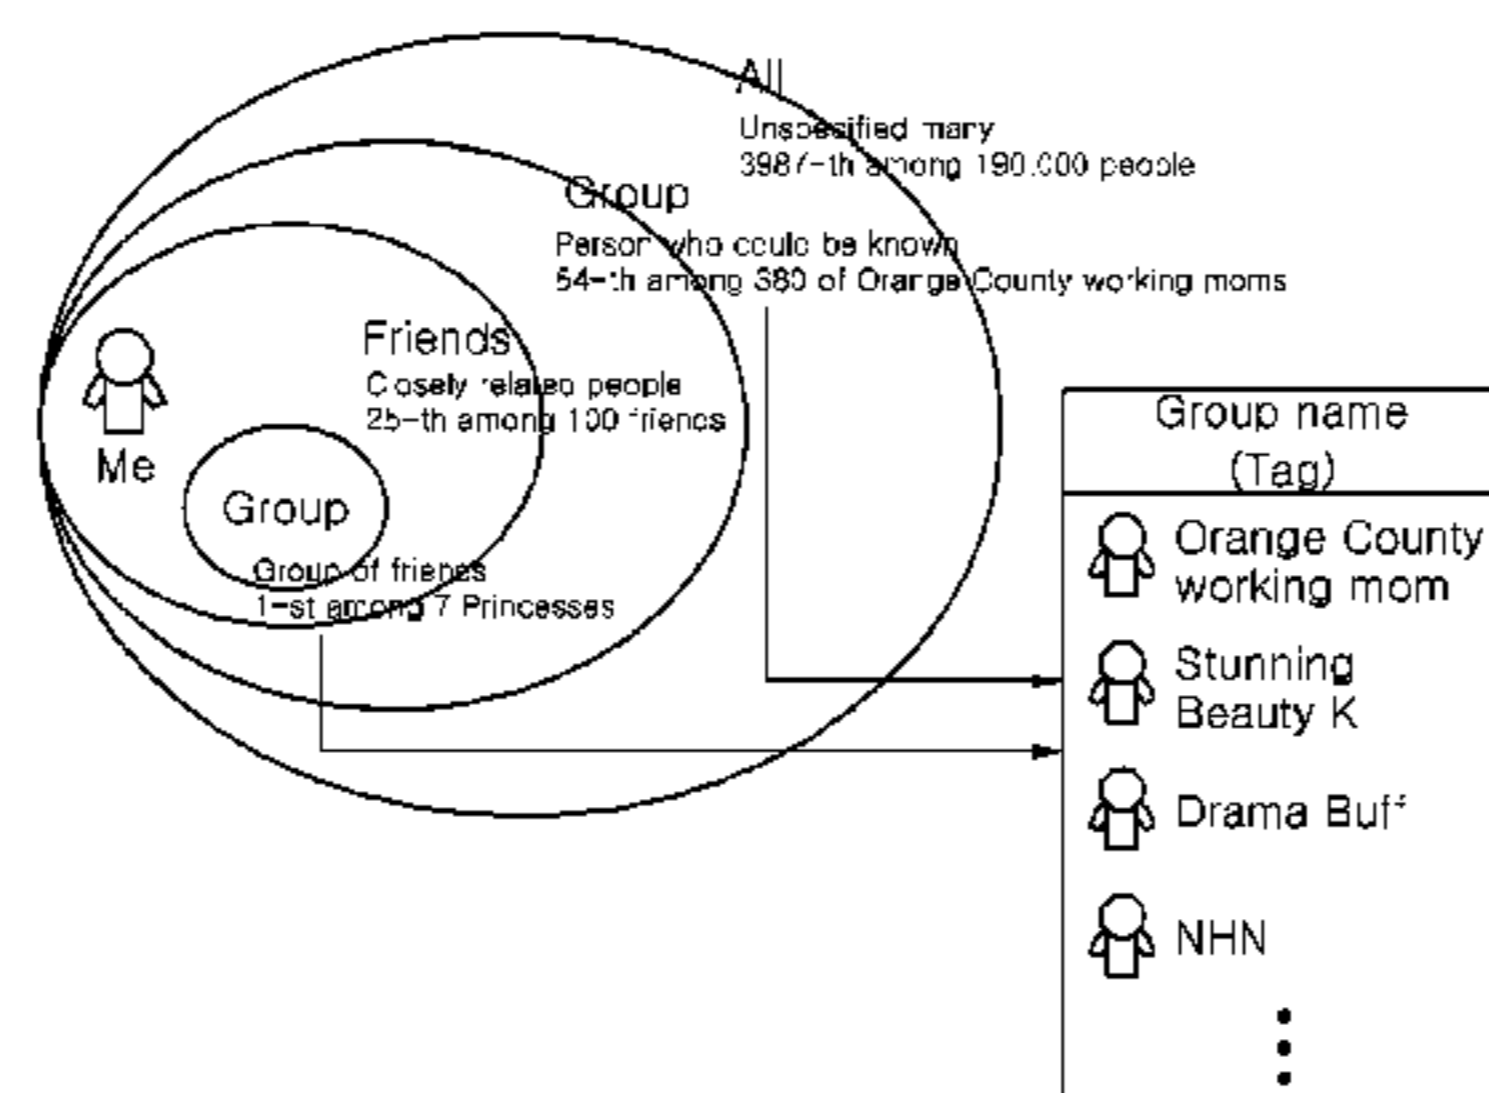 All
Unspecified many
3987-th among 190.000 people
Group
Person who could be known
54-th among 380 of Orange County working moms
Friends
Closely related people
25-th among 100 friends
Me
Group
Group of friends
1-st among 7 Princesses
Group name
(Tag)
Orange County
working mom
Stunning
Beauty K
Drama Buff
NHN